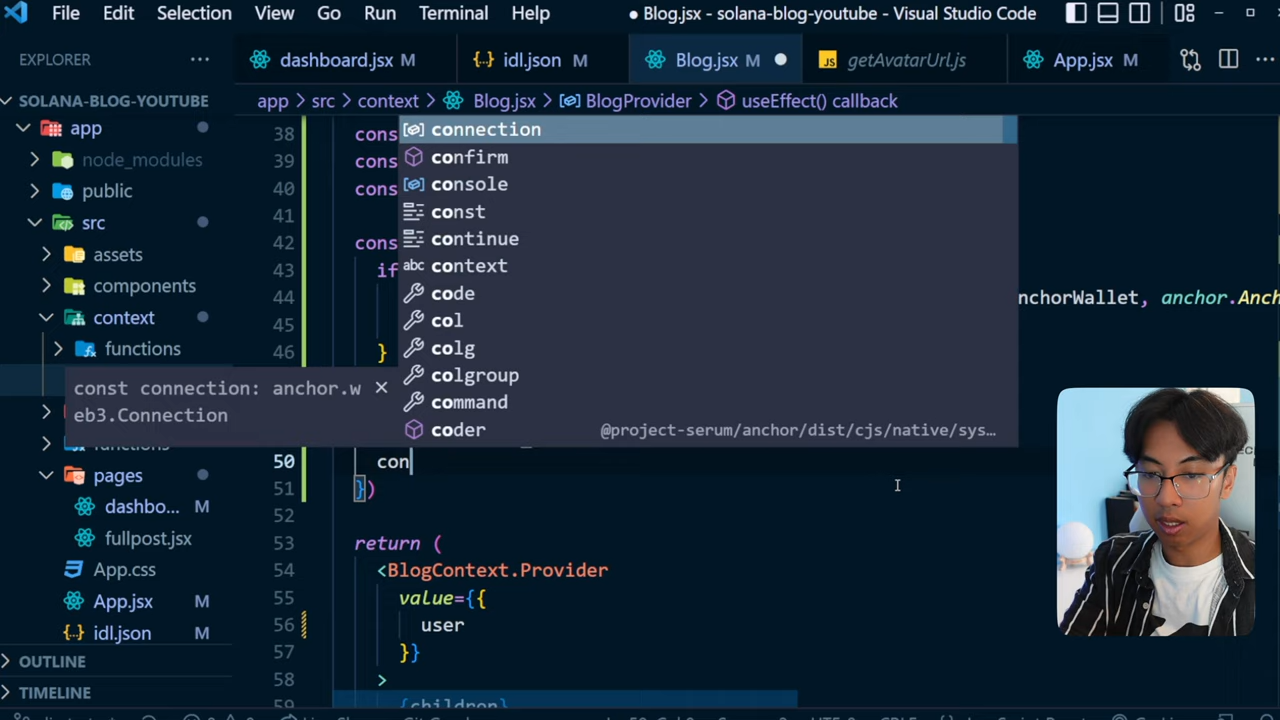 File Edit Selection View Go Run Terminal Help
● Blog.jsx - solana-blog-youtube - Visual Studio Code
EXPLORER ···
dashboard.jsx M
{··} idl.json M
Blog.jsx M ●
JS getAvatarUrl.js
App.jsx M
SOLANA-BLOG-YOUTUBE
app > src > context > Blog.jsx > BlogProvider > useEffect() callback
app
node_modules
public
src
assets
components
context
functions
pages
dashbo... M
fullpost.jsx
App.css
App.jsx M
{··} idl.json M
OUTLINE
TIMELINE
38 cons
39 cons
40 cons
41
42 cons
43 if
44 nchorWallet, anchor.Anc
45
46 }
50 con
51 })
52
53 return (
54 <BlogContext.Provider
55 value={{
56 user
57 }}
58 >
59 {children}
connection
confirm
console
const
continue
abc context
code
col
colg
colgroup
command
coder @project-serum/anchor/dist/cjs/native/sys…
const connection: anchor.w
eb3.Connection